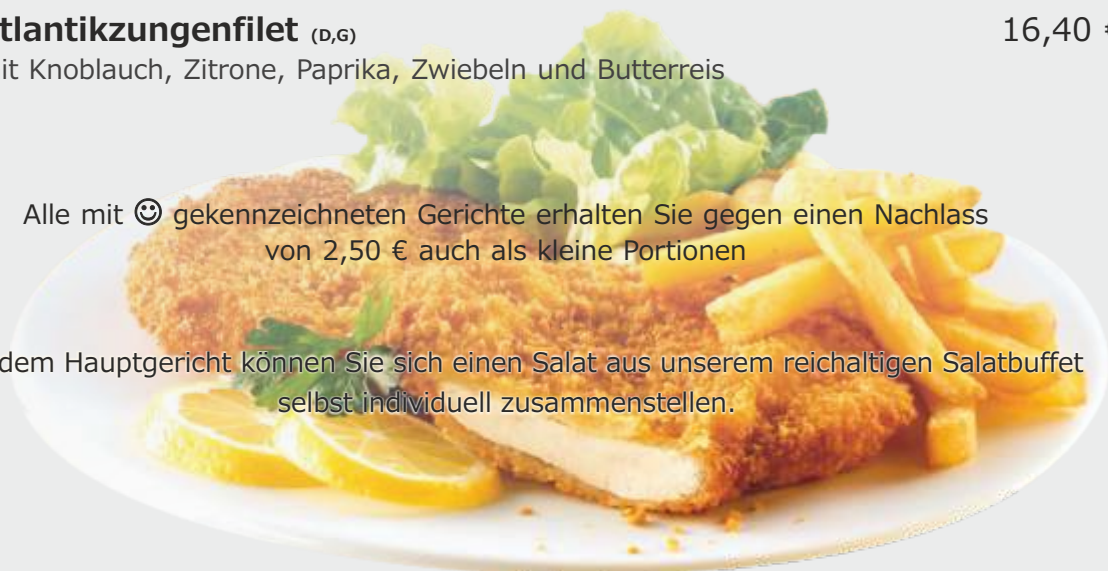 tlantikzungenfilet (D,G) 16,40 €
it Knoblauch, Zitrone, Paprika, Zwiebeln und Butterreis
Alle mit ☺ gekennzeichneten Gerichte erhalten Sie gegen einen Nachlass
von 2,50 € auch als kleine Portionen
dem Hauptgericht können Sie sich einen Salat aus unserem reichaltigen Salatbuffet
selbst individuell zusammenstellen.